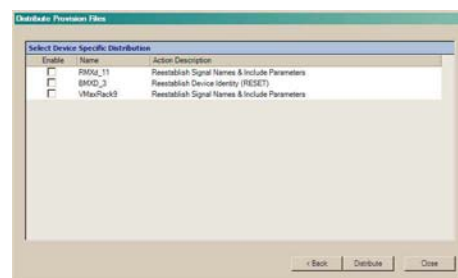 Distribute Provision Files
Select Device Specific Distribution
Enable Name Action Description
RMXd_11 Reestablish Signal Names & Include Parameters
BMXD_3 Reestablish Device Identity (RESET)
VMaxRack9 Reestablish Signal Names & Include Parameters
< Back Distribute Close